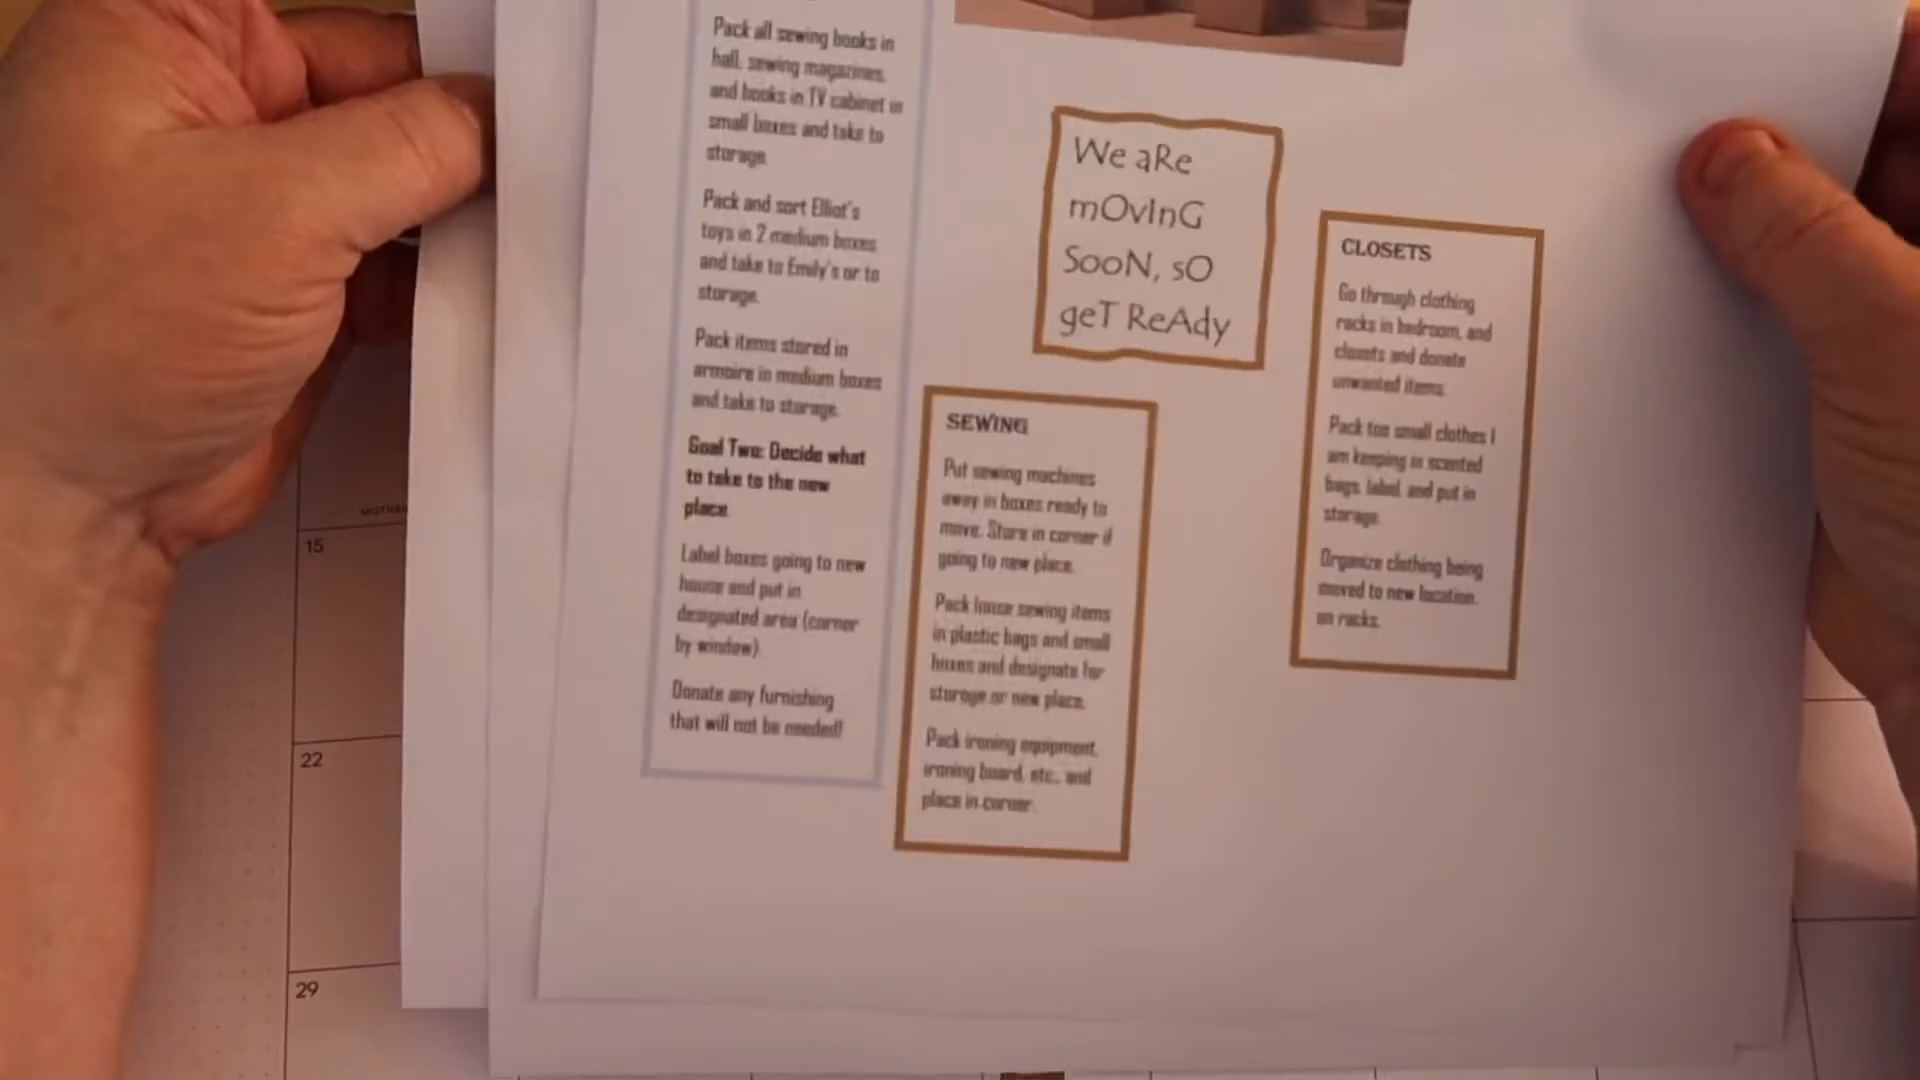 Pack all sewing books in
hall, sewing magazines,
and books in TV cabinet in
small boxes and take to
storage.
Pack and sort Elliot's
toys in 2 medium boxes
and take to Emily's or to
storage.
Pack items stored in
armoire in medium boxes
and take to storage.
Goal Two: Decide what
to take to the new
place.
Label boxes going to new
house and put in
designated area (corner
by window).
Donate any furnishing
that will not be needed!
We aRe
mOvInG
SooN, sO
geT ReAdy
SEWING
Put sewing machines
away in boxes ready to
move. Store in corner if
going to new place.
Pack loose sewing items
in plastic bags and small
boxes and designate for
storage or new place.
Pack ironing equipment,
ironing board, etc., and
place in corner.
CLOSETS
Go through clothing
racks in bedroom, and
closets and donate
unwanted items.
Pack too small clothes I
am keeping in scented
bags, label, and put in
storage.
Organize clothing being
moved to new location,
on racks.
15
22
29